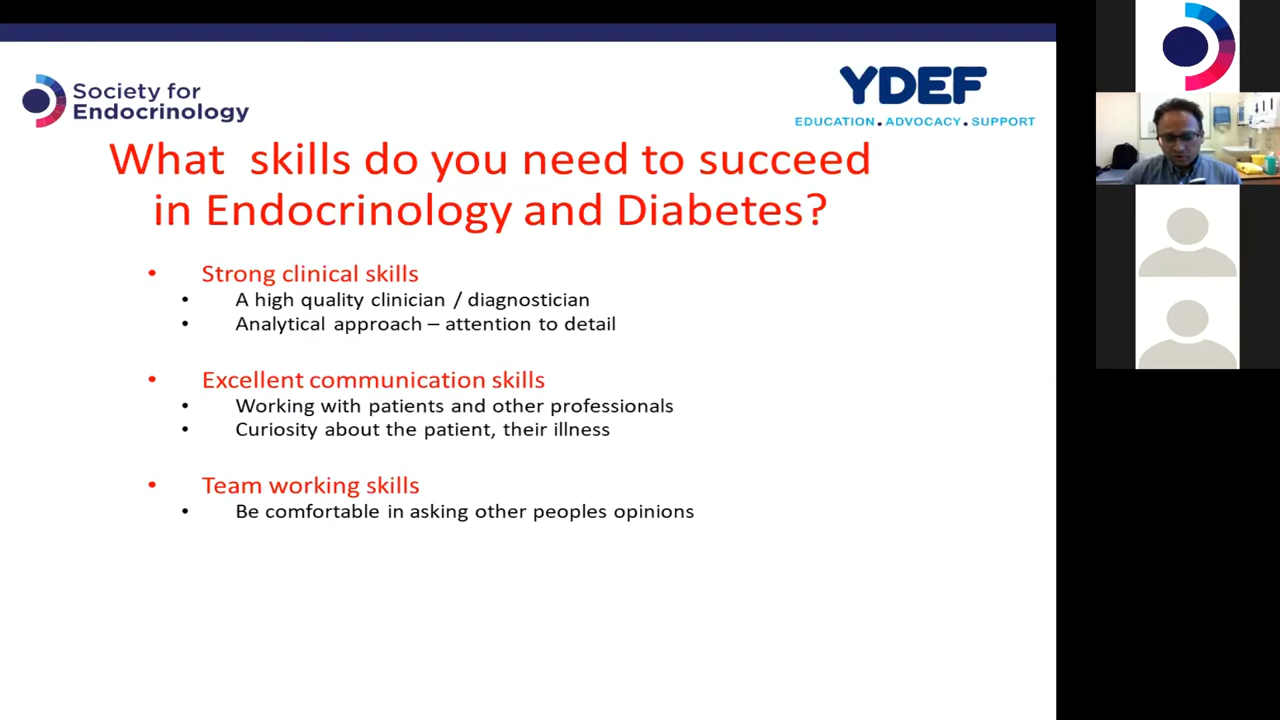 Society for
Endocrinology
YDEF
EDUCATION . ADVOCACY . SUPPORT
What skills do you need to succeed
in Endocrinology and Diabetes?
• Strong clinical skills
• A high quality clinician / diagnostician
• Analytical approach – attention to detail
• Excellent communication skills
• Working with patients and other professionals
• Curiosity about the patient, their illness
• Team working skills
• Be comfortable in asking other peoples opinions